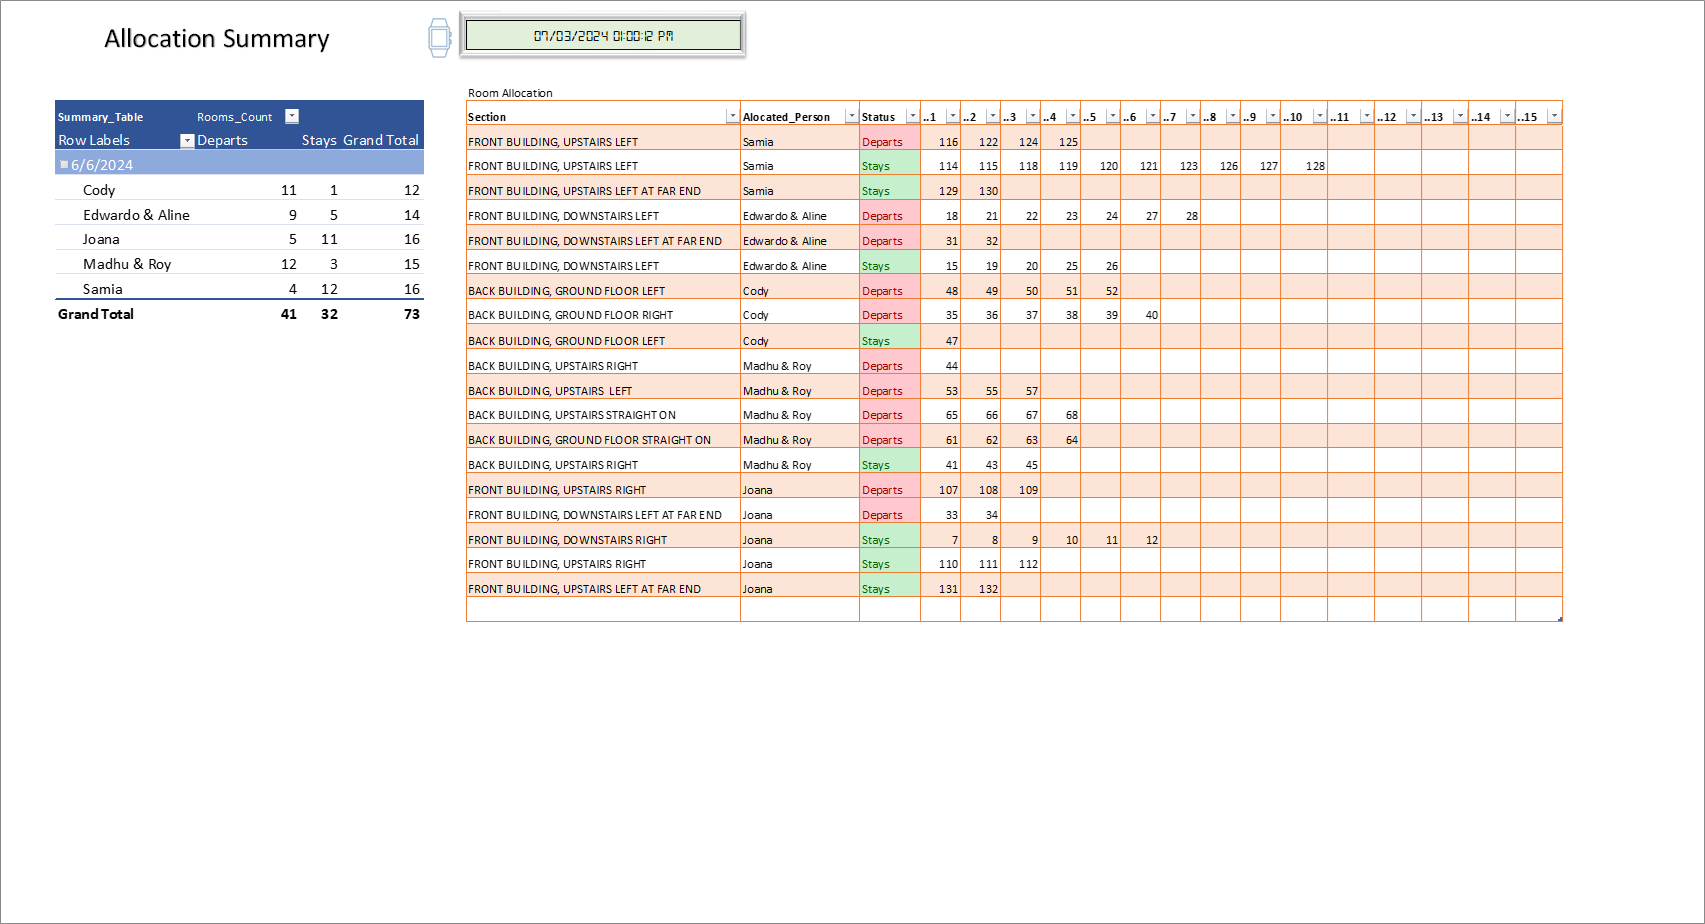 Allocation Summary
07/03/2024 01:00:12 PM
Summary_Table Rooms_Count
Row Labels Departs Stays Grand Total
6/6/2024
Cody 11 1 12
Edwardo & Aline 9 5 14
Joana 5 11 16
Madhu & Roy 12 3 15
Samia 4 12 16
Grand Total 41 32 73
Room Allocation
Section Alocated_Person Status ..1 ..2 ..3 ..4 ..5 ..6 ..7 ..8 ..9 ..10 ..11 ..12 ..13 ..14 ..15
FRONT BUILDING, UPSTAIRS LEFT Samia Departs 116 122 124 125
FRONT BUILDING, UPSTAIRS LEFT Samia Stays 114 115 118 119 120 121 123 126 127 128
FRONT BUILDING, UPSTAIRS LEFT AT FAR END Samia Stays 129 130
FRONT BUILDING, DOWNSTAIRS LEFT Edwardo & Aline Departs 18 21 22 23 24 27 28
FRONT BUILDING, DOWNSTAIRS LEFT AT FAR END Edwardo & Aline Departs 31 32
FRONT BUILDING, DOWNSTAIRS LEFT Edwardo & Aline Stays 15 19 20 25 26
BACK BUILDING, GROUND FLOOR LEFT Cody Departs 48 49 50 51 52
BACK BUILDING, GROUND FLOOR RIGHT Cody Departs 35 36 37 38 39 40
BACK BUILDING, GROUND FLOOR LEFT Cody Stays 47
BACK BUILDING, UPSTAIRS RIGHT Madhu & Roy Departs 44
BACK BUILDING, UPSTAIRS LEFT Madhu & Roy Departs 53 55 57
BACK BUILDING, UPSTAIRS STRAIGHT ON Madhu & Roy Departs 65 66 67 68
BACK BUILDING, GROUND FLOOR STRAIGHT ON Madhu & Roy Departs 61 62 63 64
BACK BUILDING, UPSTAIRS RIGHT Madhu & Roy Stays 41 43 45
FRONT BUILDING, UPSTAIRS RIGHT Joana Departs 107 108 109
FRONT BUILDING, DOWNSTAIRS LEFT AT FAR END Joana Departs 33 34
FRONT BUILDING, DOWNSTAIRS RIGHT Joana Stays 7 8 9 10 11 12
FRONT BUILDING, UPSTAIRS RIGHT Joana Stays 110 111 112
FRONT BUILDING, UPSTAIRS LEFT AT FAR END Joana Stays 131 132